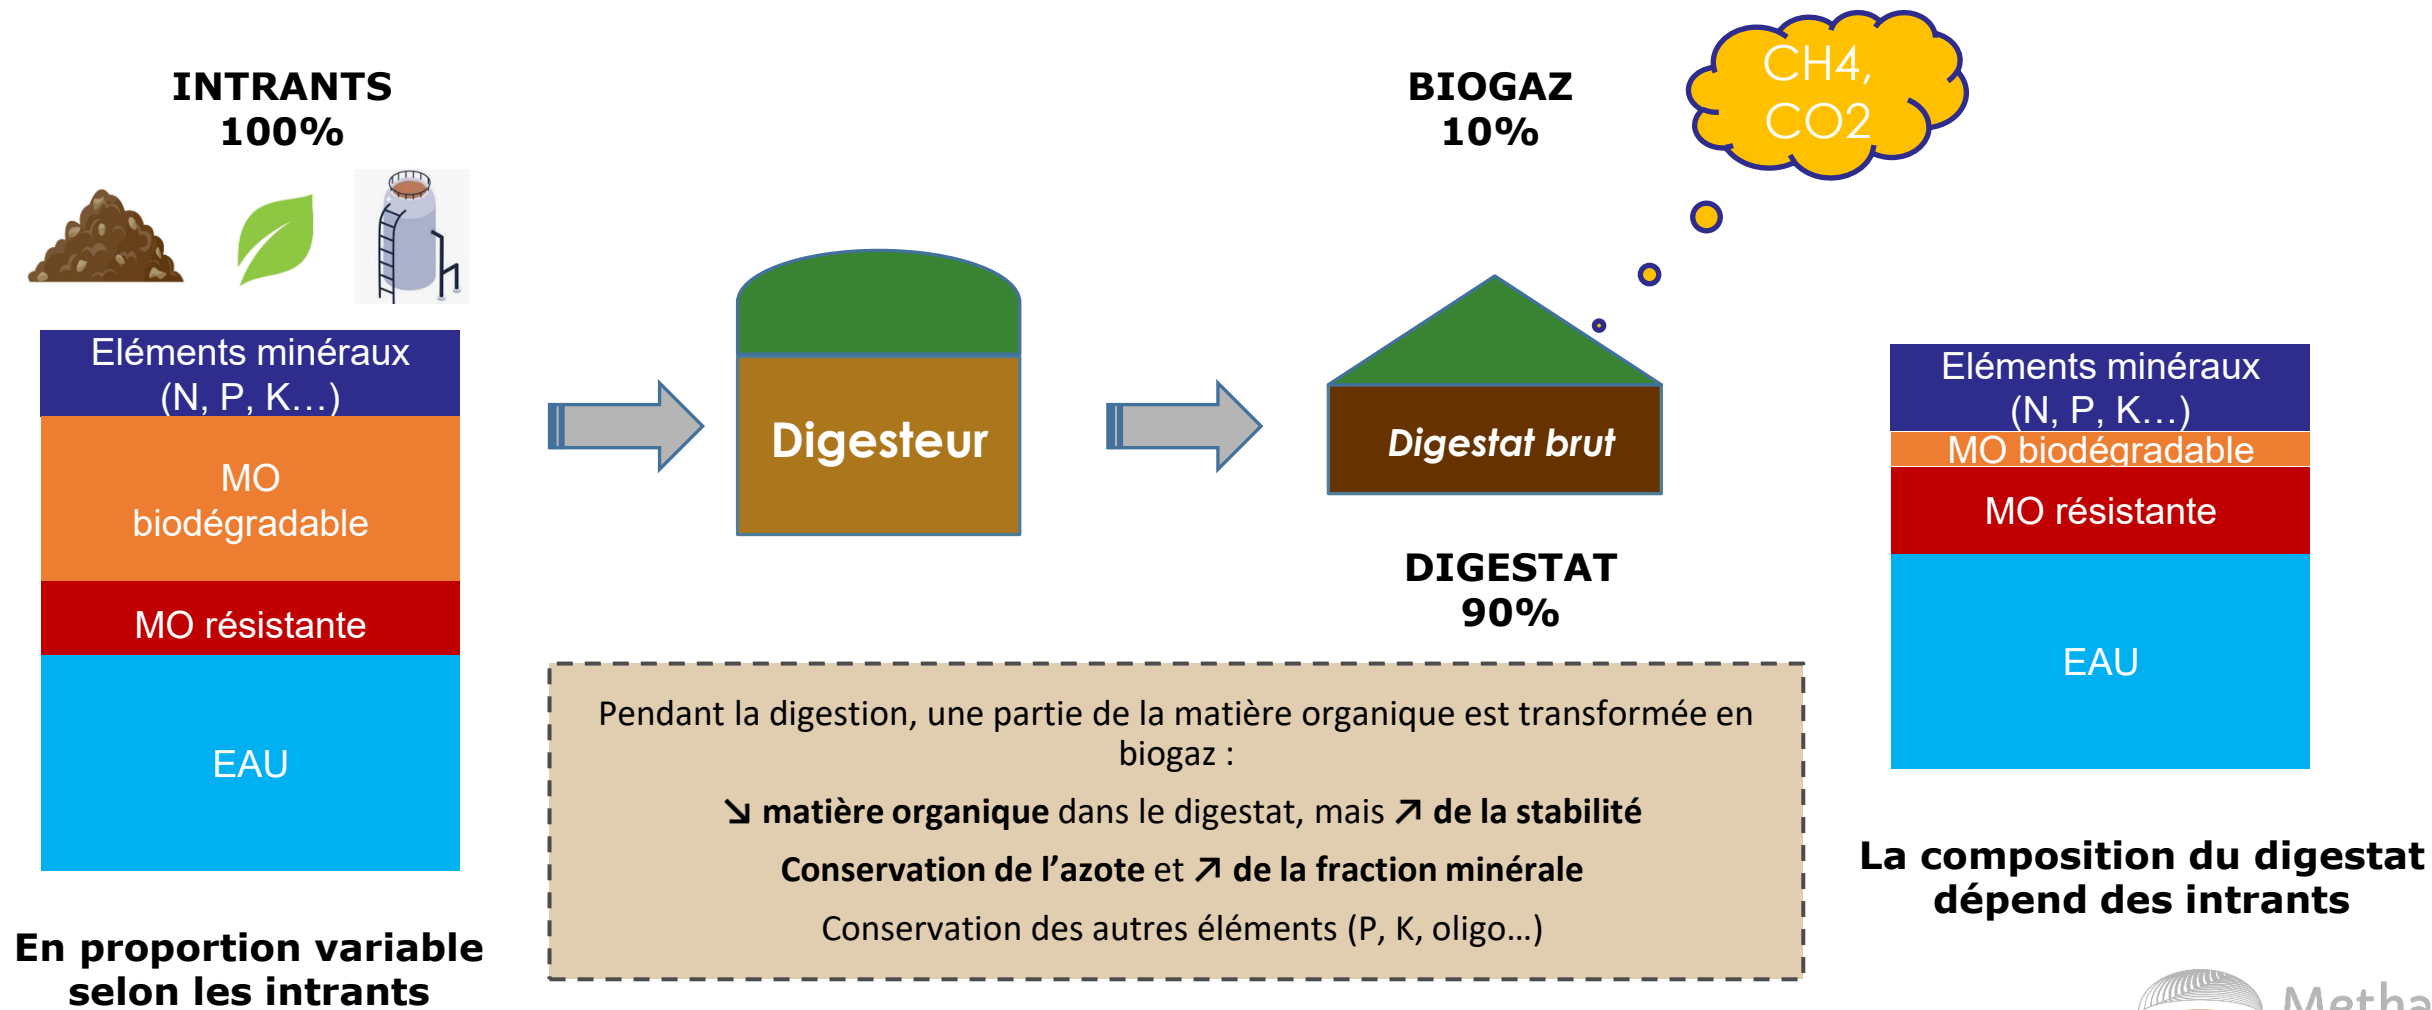 INTRANTS
100%
Eléments minéraux
(N, P, K…)
MO
biodégradable
MO résistante
EAU
En proportion variable
selon les intrants
Digesteur
BIOGAZ
10%
CH4,
CO2
Digestat brut
DIGESTAT
90%
Pendant la digestion, une partie de la matière organique est transformée en
biogaz :
↘ matière organique dans le digestat, mais ↗ de la stabilité
Conservation de l’azote et ↗ de la fraction minérale
Conservation des autres éléments (P, K, oligo…)
Eléments minéraux
(N, P, K…)
MO biodégradable
MO résistante
EAU
La composition du digestat
dépend des intrants